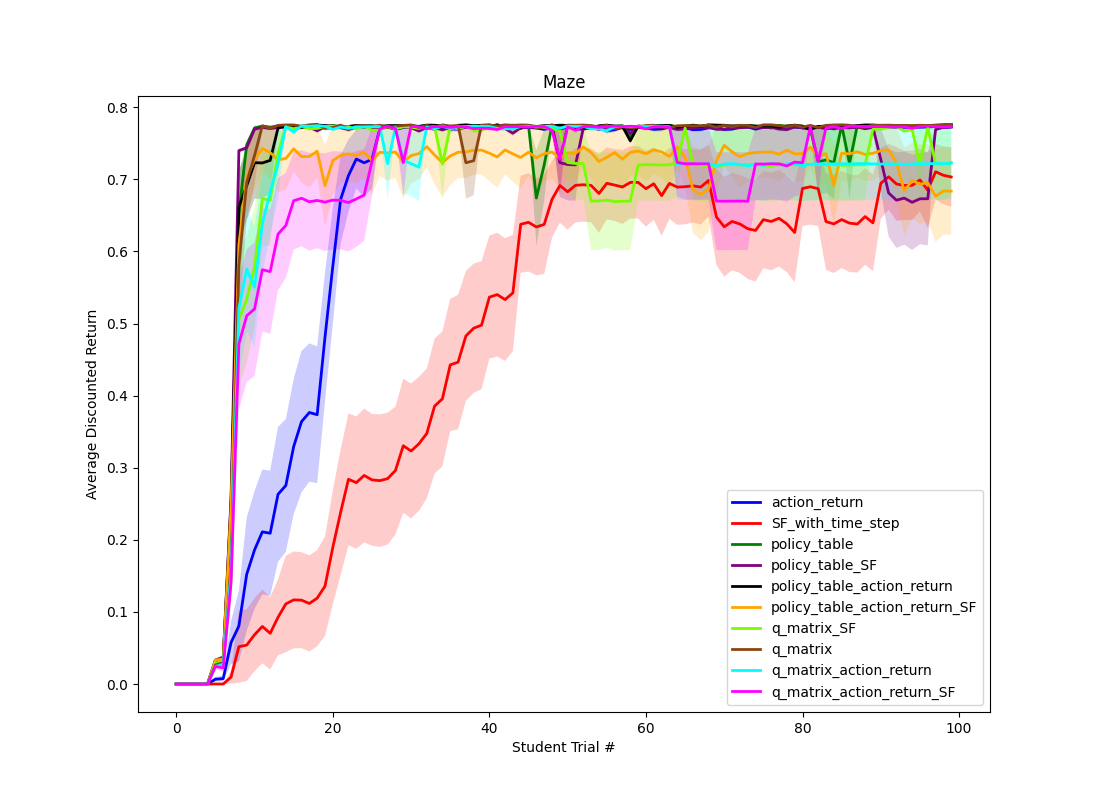 Maze
0.8
0.7
0.6
0.5
0.4
0.3
0.2
0.1
0.0
Average Discounted Return
action_return
SF_with_time_step
policy_table
policy_table_SF
policy_table_action_return
policy_table_action_return_SF
q_matrix_SF
q_matrix
q_matrix_action_return
q_matrix_action_return_SF
0 20 40 60 80 100
Student Trial #